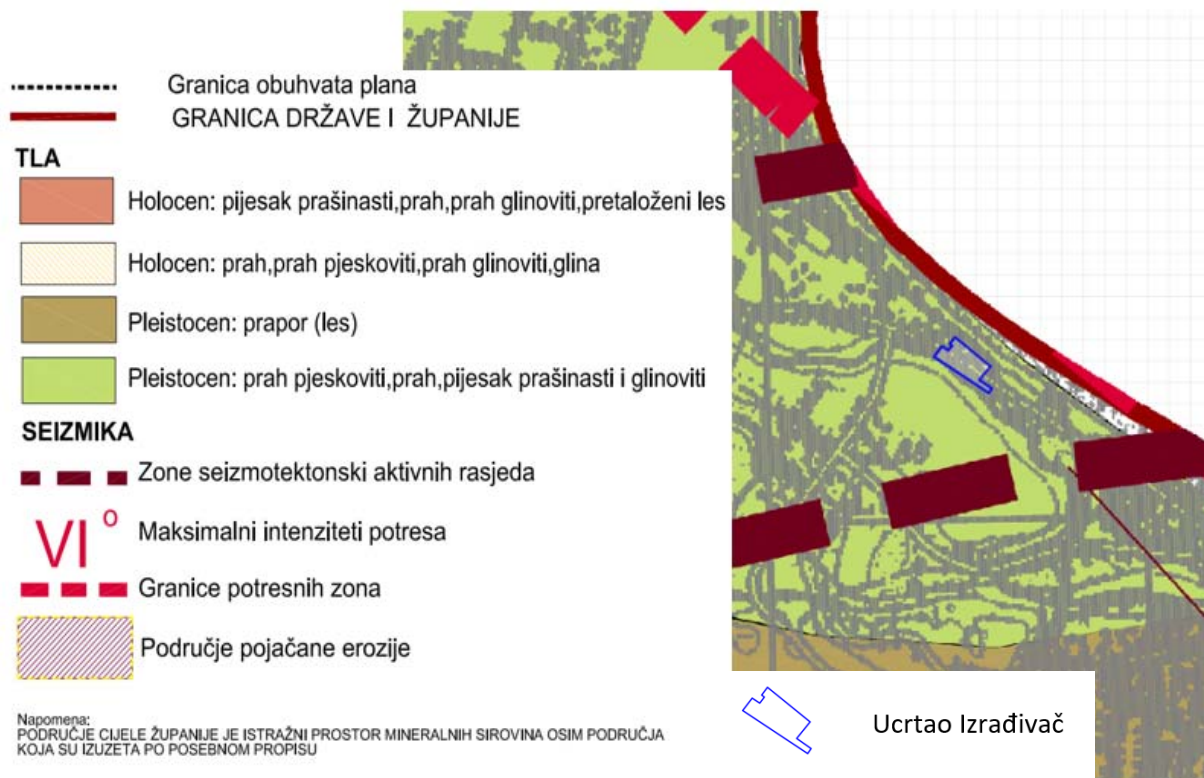 Granica obuhvata plana
GRANICA DRŽAVE I ŽUPANIJE
TLA
Holocen: pijesak prašinasti,prah,prah glinoviti,pretaloženi les
Holocen: prah,prah pjeskoviti,prah glinoviti,glina
Pleistocen: prapor (les)
Pleistocen: prah pjeskoviti,prah,pijesak prašinasti i glinoviti
SEIZMIKA
Zone seizmotektonski aktivnih rasjeda
VI° Maksimalni intenziteti potresa
Granice potresnih zona
Područje pojačane erozije
Napomena:
PODRUČJE CIJELE ŽUPANIJE JE ISTRAŽNI PROSTOR MINERALNIH SIROVINA OSIM PODRUČJA
KOJA SU IZUZETA PO POSEBNOM PROPISU
Ucrtao Izrađivač